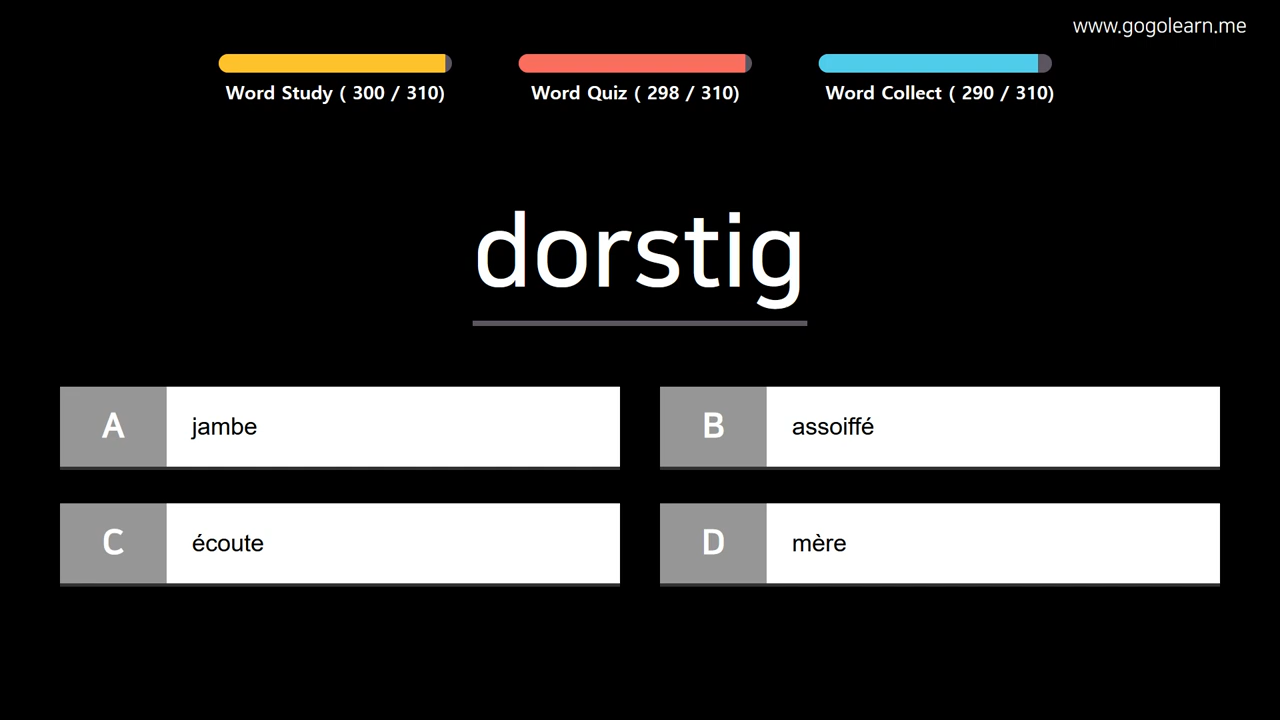 www.gogolearn.me
Word Study ( 300 / 310)
Word Quiz ( 298 / 310)
Word Collect ( 290 / 310)
dorstig
A jambe
B assoiffé
C écoute
D mère